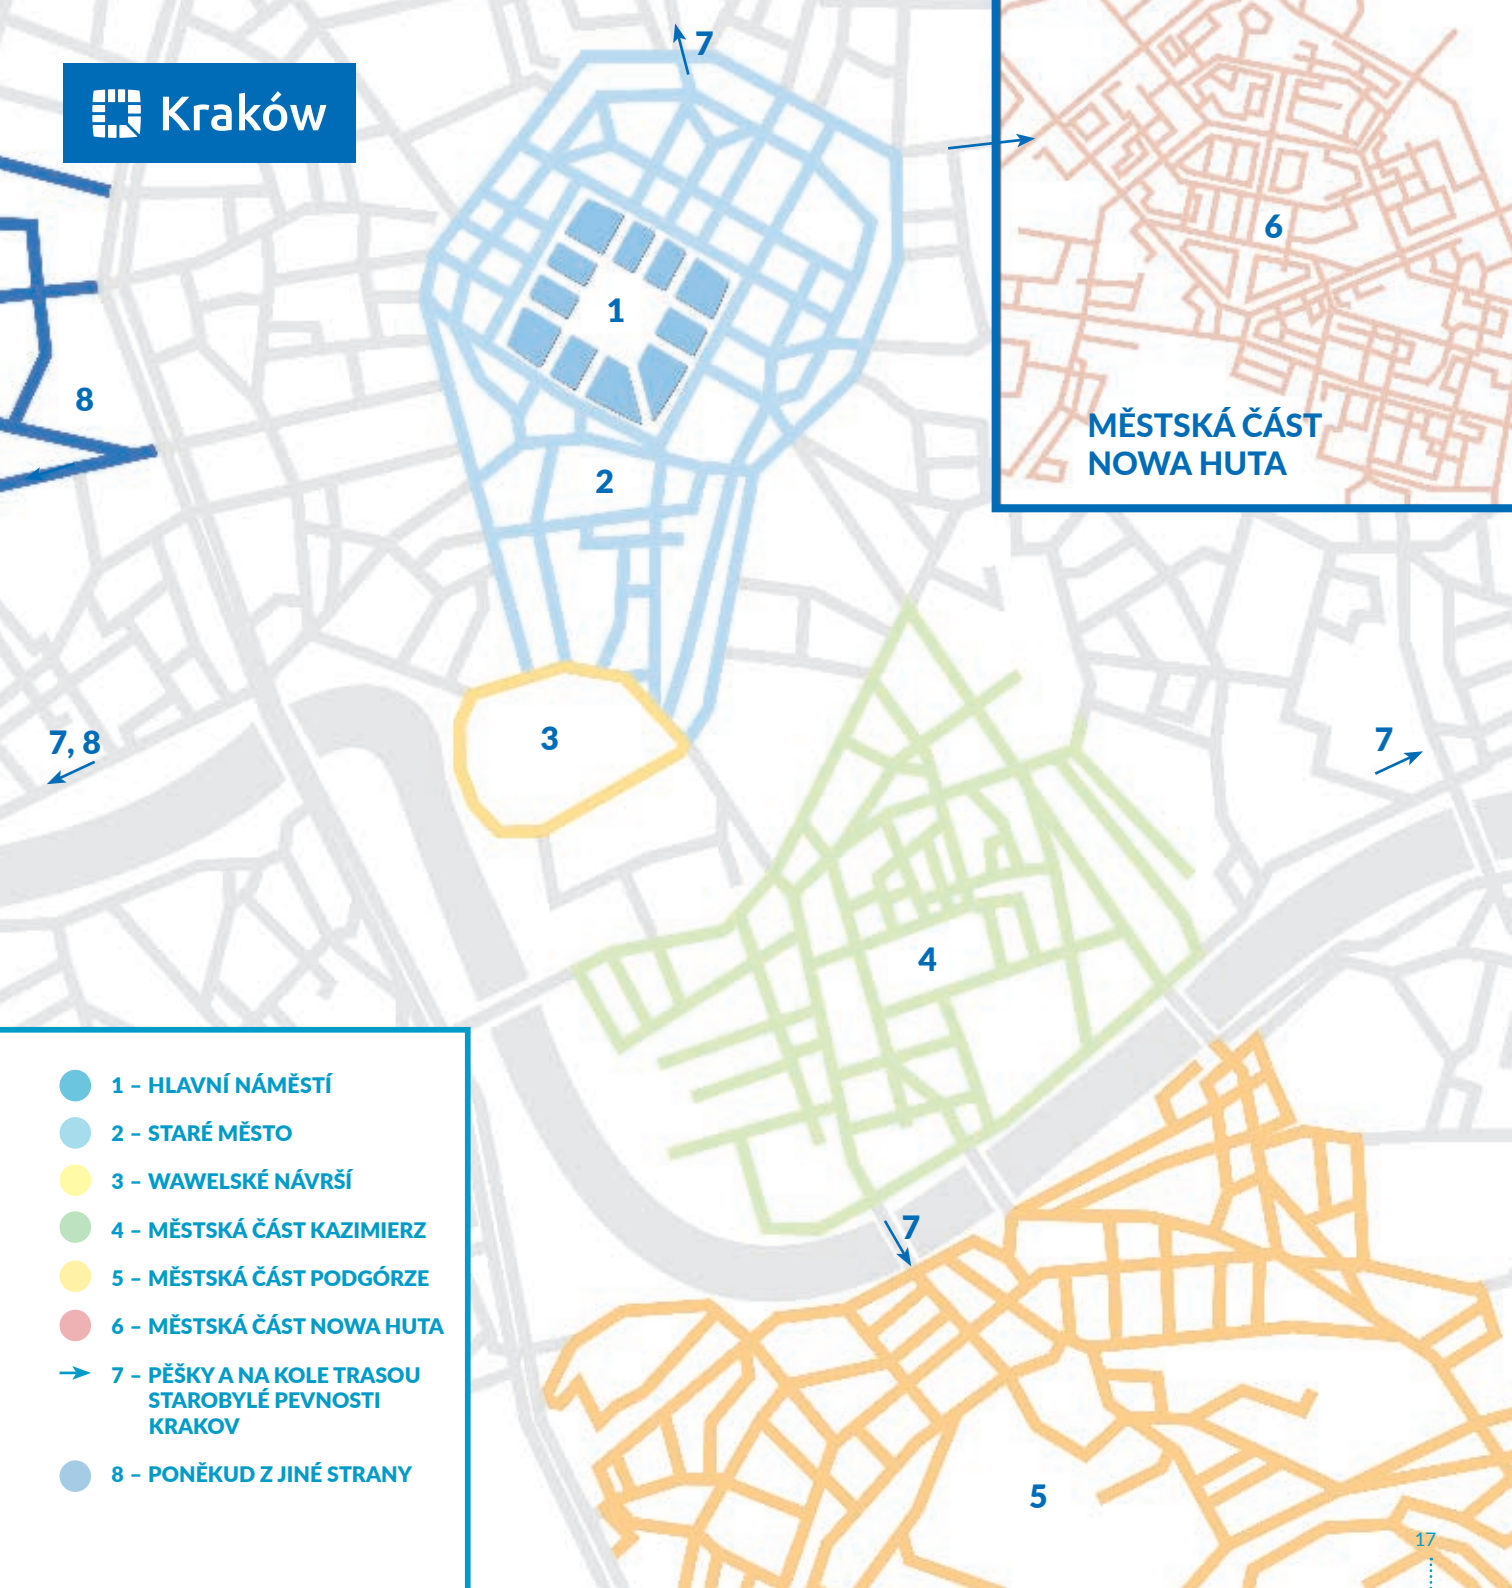 7
Kraków
1
6
8
MĚSTSKÁ ČÁST
NOWA HUTA
2
3
7, 8
7
4
1 – HLAVNÍ NÁMĚSTÍ
2 – STARÉ MĚSTO
3 – WAWELSKÉ NÁVRŠÍ
4 – MĚSTSKÁ ČÁST KAZIMIERZ
5 – MĚSTSKÁ ČÁST PODGÓRZE
6 – MĚSTSKÁ ČÁST NOWA HUTA
7 – PĚŠKY A NA KOLE TRASOU
STAROBYLÉ PEVNOSTI
KRAKOV
8 – PONĚKUD Z JINÉ STRANY
7
5
17